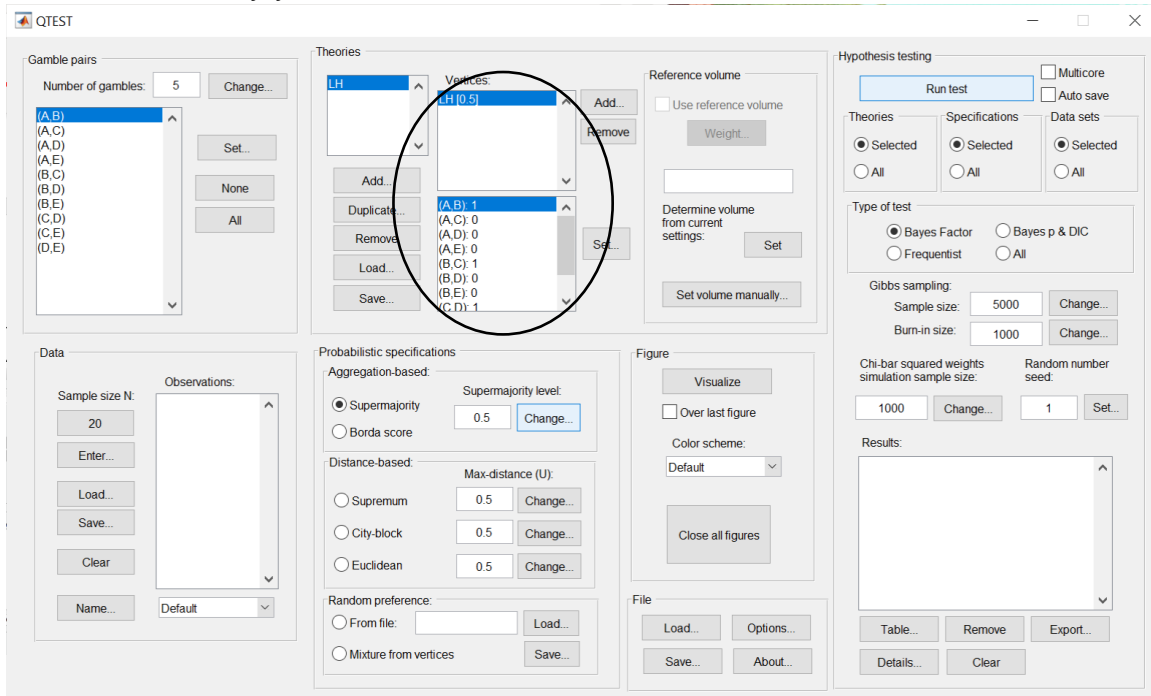 QTEST
Gamble pairs
Number of gambles: 5 Change...
(A,B)
(A,C)
(A,D)
(A,E)
(B,C)
(B,D)
(B,E)
(C,D)
(C,E)
(D,E)
Set...
None
All
Theories
LH
Vertices:
LH [0.5]
Add...
Remove
Add...
Duplicate...
Remove
Load...
Save...
(A,B): 1
(A,C): 0
(A,D): 0
(A,E): 0
(B,C): 1
(B,D): 0
(B,E): 0
(C,D): 1
Set...
Reference volume
Use reference volume
Weight...
Determine volume
from current
settings:
Set
Set volume manually...
Hypothesis testing
Run test
Multicore
Auto save
Theories
Selected
All
Specifications
Selected
All
Data sets
Selected
All
Type of test
Bayes Factor
Bayes p & DIC
Frequentist
All
Gibbs sampling:
Sample size: 5000 Change...
Burn-in size: 1000 Change...
Chi-bar squared weights
simulation sample size:
1000 Change...
Random number
seed:
1 Set...
Results:
Table... Remove Export...
Details... Clear
Data
Sample size N:
20
Enter...
Load...
Save...
Clear
Name...
Observations:
Default
Probabilistic specifications
Aggregation-based:
Supermajority level:
Supermajority 0.5 Change...
Borda score
Distance-based:
Max-distance (U):
Supremum 0.5 Change...
City-block 0.5 Change...
Euclidean 0.5 Change...
Random preference:
From file: Load...
Mixture from vertices Save...
Figure
Visualize
Over last figure
Color scheme:
Default
Close all figures
File
Load... Options...
Save... About...